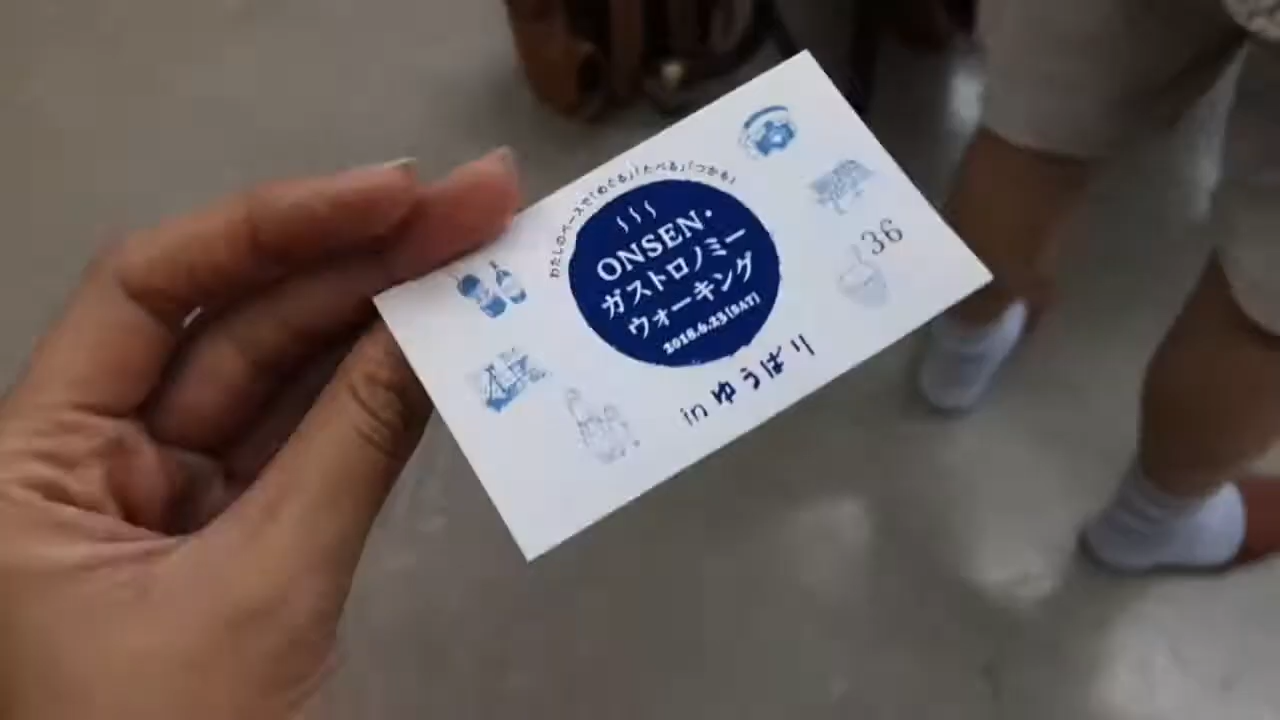 わたしのペースで「めぐる」「たべる」「つかる」
ONSEN・
ガストロノミー
ウォーキング
2018.6.23[SAT]
in ゆうばり
36